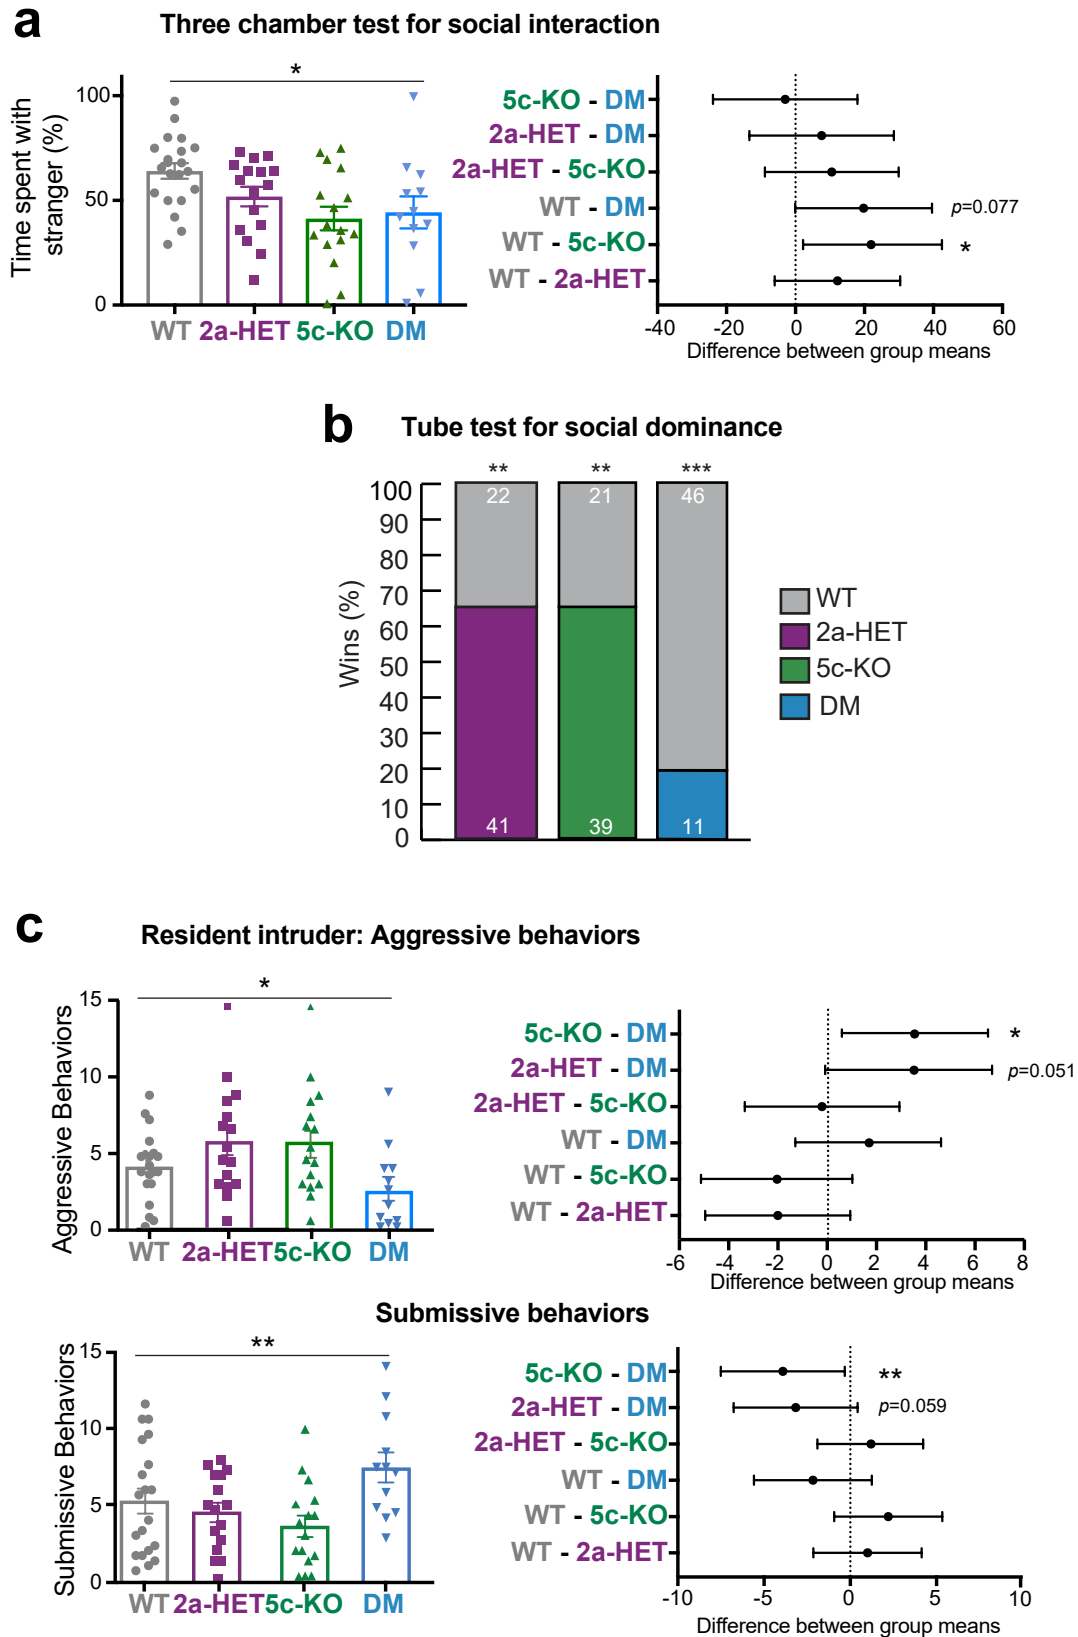 a
Three chamber test for social interaction
*
Time spent with
stranger (%)
100
50
0
WT 2a-HET 5c-KO DM
5c-KO - DM
2a-HET - DM
2a-HET - 5c-KO
WT - DM
p=0.077
WT - 5c-KO
*
WT - 2a-HET
-40 -20 0 20 40 60
Difference between group means
b
Tube test for social dominance
** ** ***
Wins (%)
100
90
80
70
60
50
40
30
20
10
0
22 21 46
41 39 11
WT
2a-HET
5c-KO
DM
c
Resident intruder: Aggressive behaviors
*
Aggressive Behaviors
15
10
5
0
WT 2a-HET 5c-KO DM
5c-KO - DM
*
2a-HET - DM
p=0.051
2a-HET - 5c-KO
WT - DM
WT - 5c-KO
WT - 2a-HET
-6 -4 -2 0 2 4 6 8
Difference between group means
Submissive behaviors
**
Submissive Behaviors
15
10
5
0
WT 2a-HET 5c-KO DM
5c-KO - DM
**
2a-HET - DM
p=0.059
2a-HET - 5c-KO
WT - DM
WT - 5c-KO
WT - 2a-HET
-10 -5 0 5 10
Difference between group means